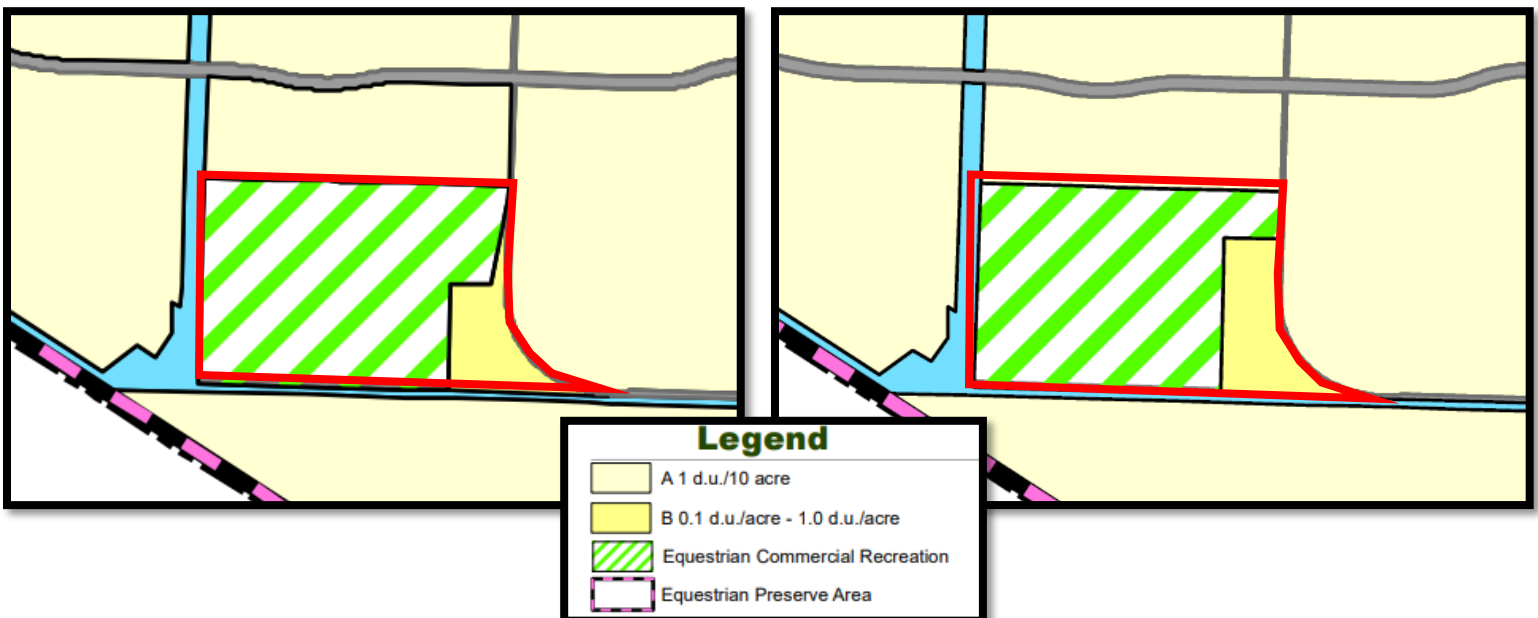 Legend
A 1 d.u./10 acre
B 0.1 d.u./acre - 1.0 d.u./acre
Equestrian Commercial Recreation
Equestrian Preserve Area